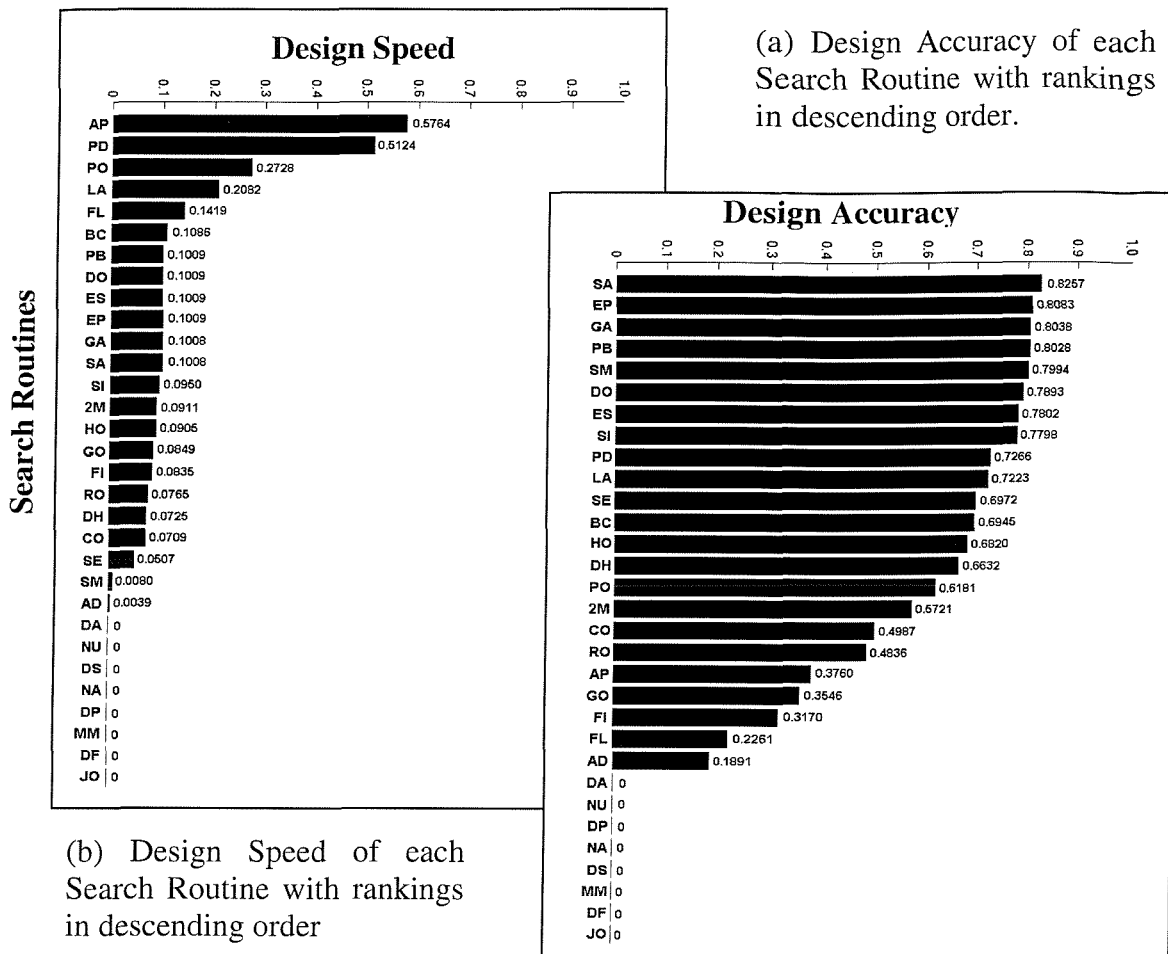 Design Speed
0 0.1 0.2 0.3 0.4 0.5 0.6 0.7 0.8 0.9 1.0
Search Routines
AP 0.5764
PD 0.5124
PO 0.2728
LA 0.2082
FL 0.1419
BC 0.1086
PB 0.1009
DO 0.1009
ES 0.1009
EP 0.1009
GA 0.1008
SA 0.1008
SI 0.0950
2M 0.0911
HO 0.0905
GO 0.0849
FI 0.0835
RO 0.0765
DH 0.0725
CO 0.0709
SE 0.0507
SM 0.0080
AD 0.0039
DA 0
NU 0
DS 0
NA 0
DP 0
MM 0
DF 0
JO 0
(a) Design Accuracy of each
Search Routine with rankings
in descending order.
Design Accuracy
0 0.1 0.2 0.3 0.4 0.5 0.6 0.7 0.8 0.9 1.0
SA 0.8257
EP 0.8083
GA 0.8038
PB 0.8028
SM 0.7994
DO 0.7893
ES 0.7802
SI 0.7798
PD 0.7266
LA 0.7223
SE 0.6972
BC 0.6945
HO 0.6820
DH 0.6632
PO 0.6181
2M 0.5721
CO 0.4987
RO 0.4836
AP 0.3760
GO 0.3546
FI 0.3170
FL 0.2261
AD 0.1891
DA 0
NU 0
DP 0
NA 0
DS 0
MM 0
DF 0
JO 0
(b) Design Speed of each
Search Routine with rankings
in descending order